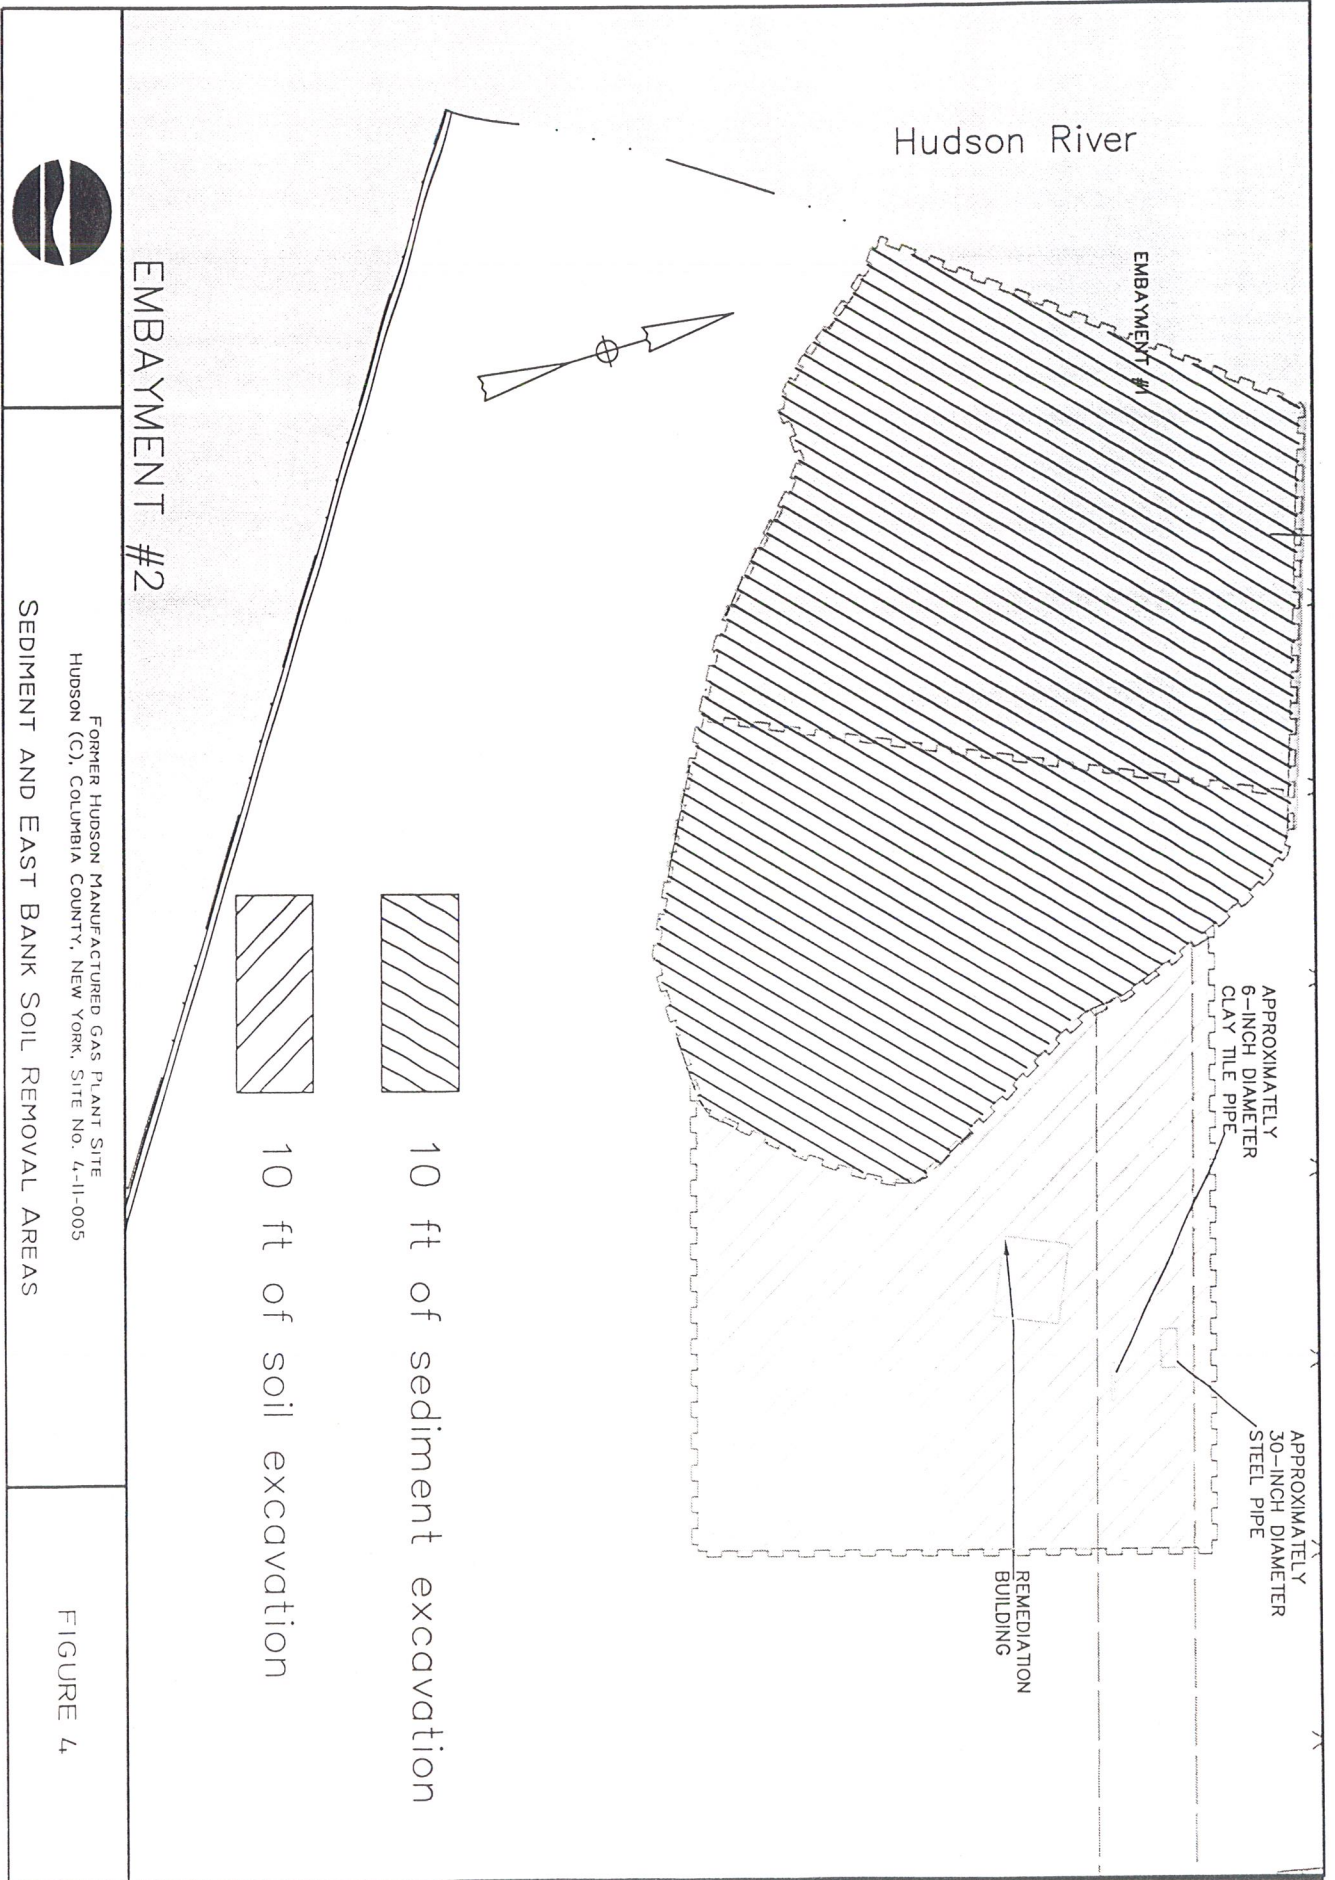 Hudson River
EMBAYMENT #1
APPROXIMATELY
6-INCH DIAMETER
CLAY TILE PIPE
APPROXIMATELY
30-INCH DIAMETER
STEEL PIPE
REMEDIATION
BUILDING
10 ft of sediment excavation
10 ft of soil excavation
EMBAYMENT #2
FORMER HUDSON MANUFACTURED GAS PLANT SITE
HUDSON (C), COLUMBIA COUNTY, NEW YORK, SITE NO. 4-11-005
SEDIMENT AND EAST BANK SOIL REMOVAL AREAS
FIGURE 4